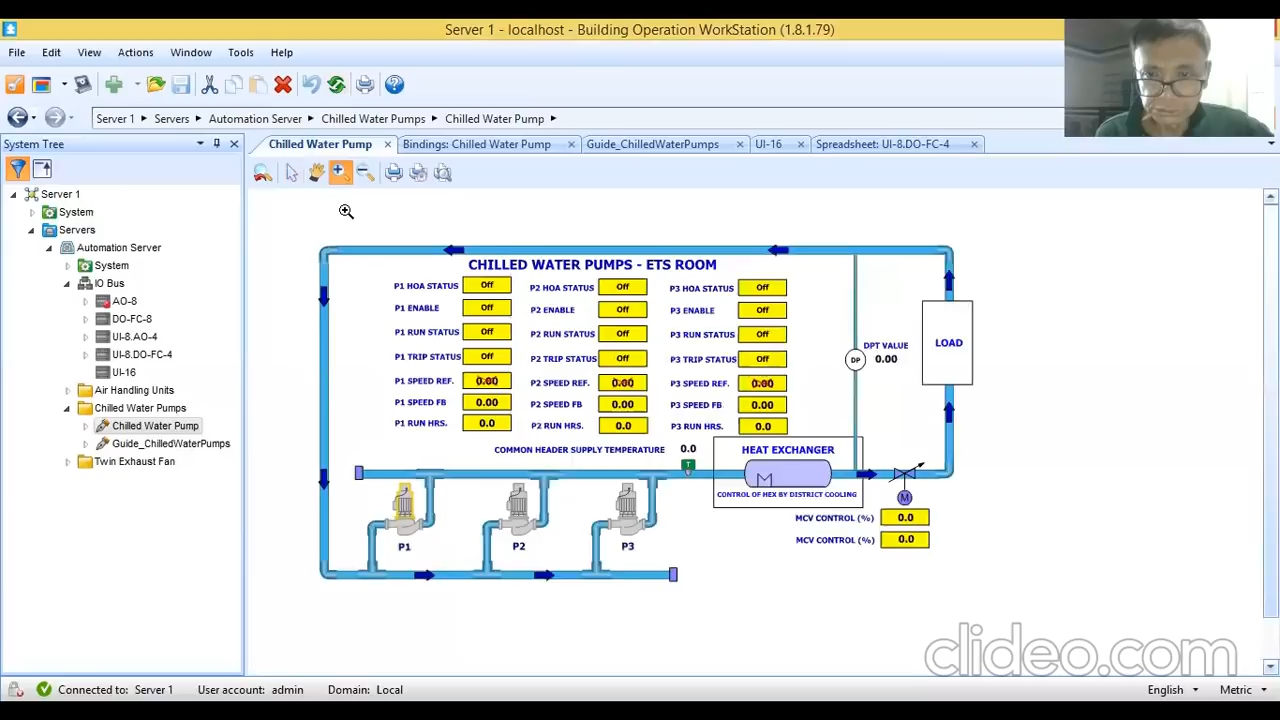 Server 1 - localhost - Building Operation WorkStation (1.8.1.79)
File Edit View Actions Window Tools Help
Server 1 Servers Automation Server Chilled Water Pumps Chilled Water Pump
System Tree
Chilled Water Pump Bindings: Chilled Water Pump Guide_ChilledWaterPumps UI-16 Spreadsheet: UI-8.DO-FC-4
Server 1
System
Servers
Automation Server
System
IO Bus
AO-8
DO-FC-8
UI-8.AO-4
UI-8.DO-FC-4
UI-16
Air Handling Units
Chilled Water Pumps
Chilled Water Pump
Guide_ChilledWaterPumps
Twin Exhaust Fan
CHILLED WATER PUMPS - ETS ROOM
P1 HOA STATUS Off P2 HOA STATUS Off P3 HOA STATUS Off
P1 ENABLE Off P2 ENABLE Off P3 ENABLE Off
P1 RUN STATUS Off P2 RUN STATUS Off P3 RUN STATUS Off
P1 TRIP STATUS Off P2 TRIP STATUS Off P3 TRIP STATUS Off
P1 SPEED REF. 0.00 P2 SPEED REF. 0.00 P3 SPEED REF. 0.00
P1 SPEED FB 0.00 P2 SPEED FB 0.00 P3 SPEED FB 0.00
P1 RUN HRS. 0.0 P2 RUN HRS. 0.0 P3 RUN HRS. 0.0
DP
DPT VALUE
0.00
LOAD
COMMON HEADER SUPPLY TEMPERATURE 0.0
T
HEAT EXCHANGER
CONTROL OF HEX BY DISTRICT COOLING
M
MCV CONTROL (%) 0.0
MCV CONTROL (%) 0.0
P1 P2 P3
clideo.com
Connected to: Server 1 User account: admin Domain: Local English Metric